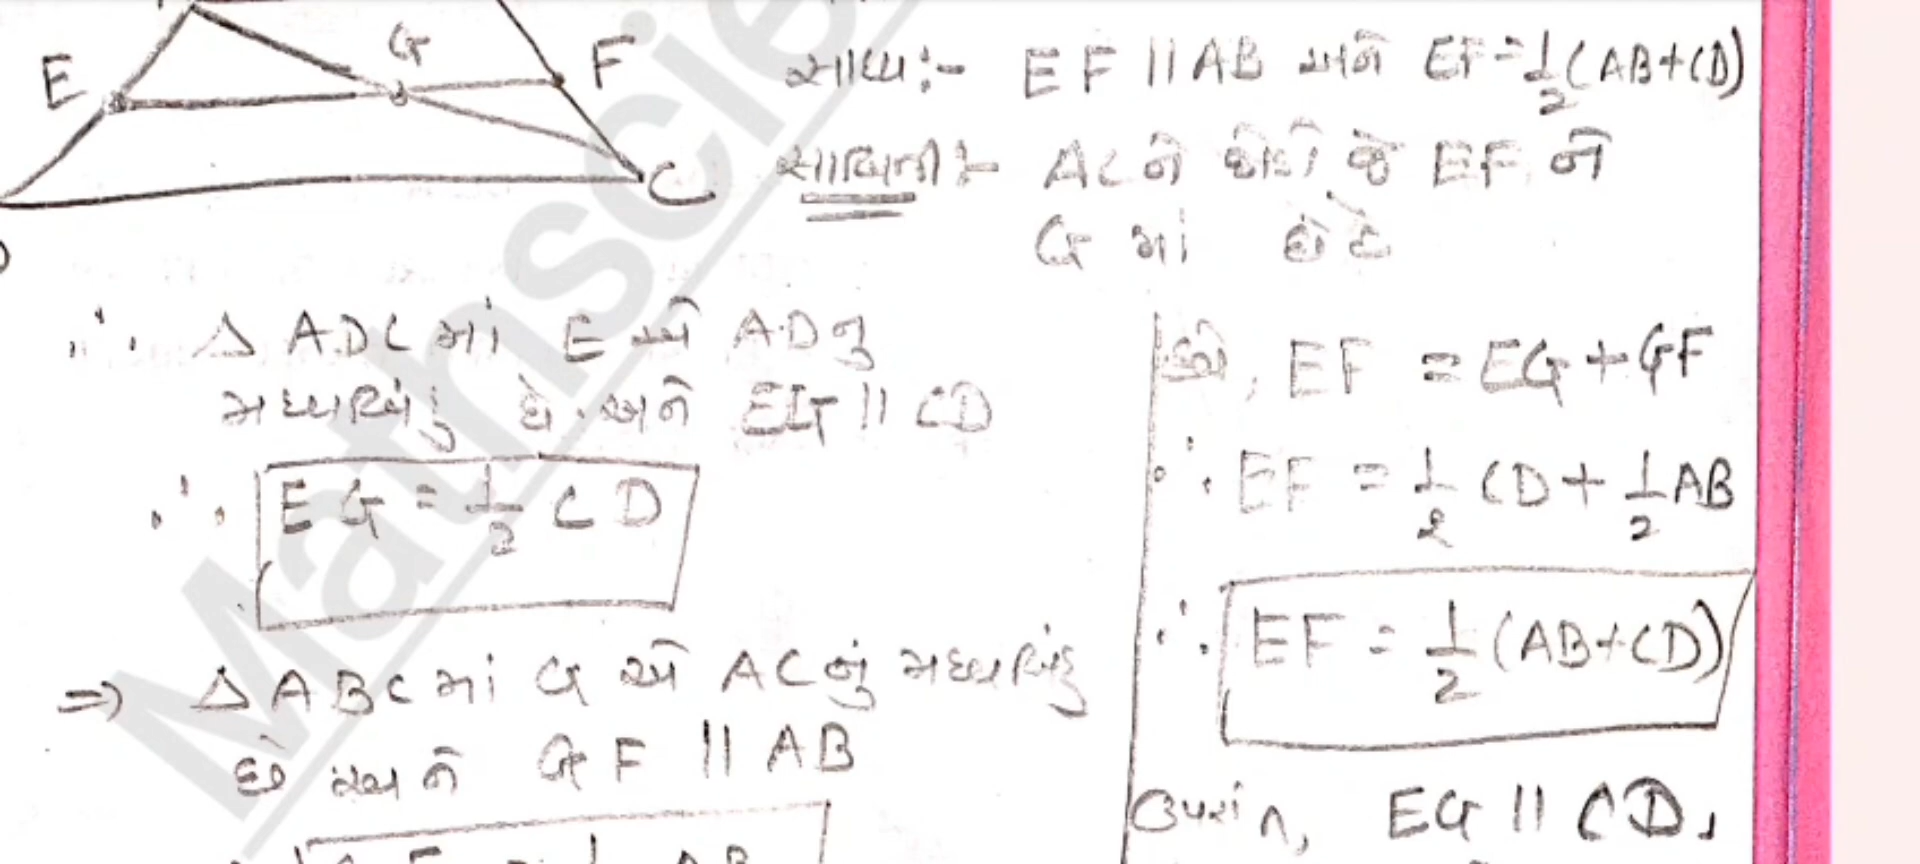 G
E
F
C
સાધ્ય:- EF || AB અને EF = 1/2 (AB+CD)
સાબિતી:- AC ને દોરો જે EF ને
G માં છેદે
∴ Δ ADC માં E એ AD નું
મધ્યબિંદુ છે. અને EG || CD
∴ EG = 1/2 CD
⇒ Δ ABC માં G એ AC નું મધ્યબિંદુ
છે અને GF || AB
EF = EG + GF
∴ EF = 1/2 CD + 1/2 AB
∴ EF = 1/2 (AB+CD)
ઉપરાંત, EG || CD,